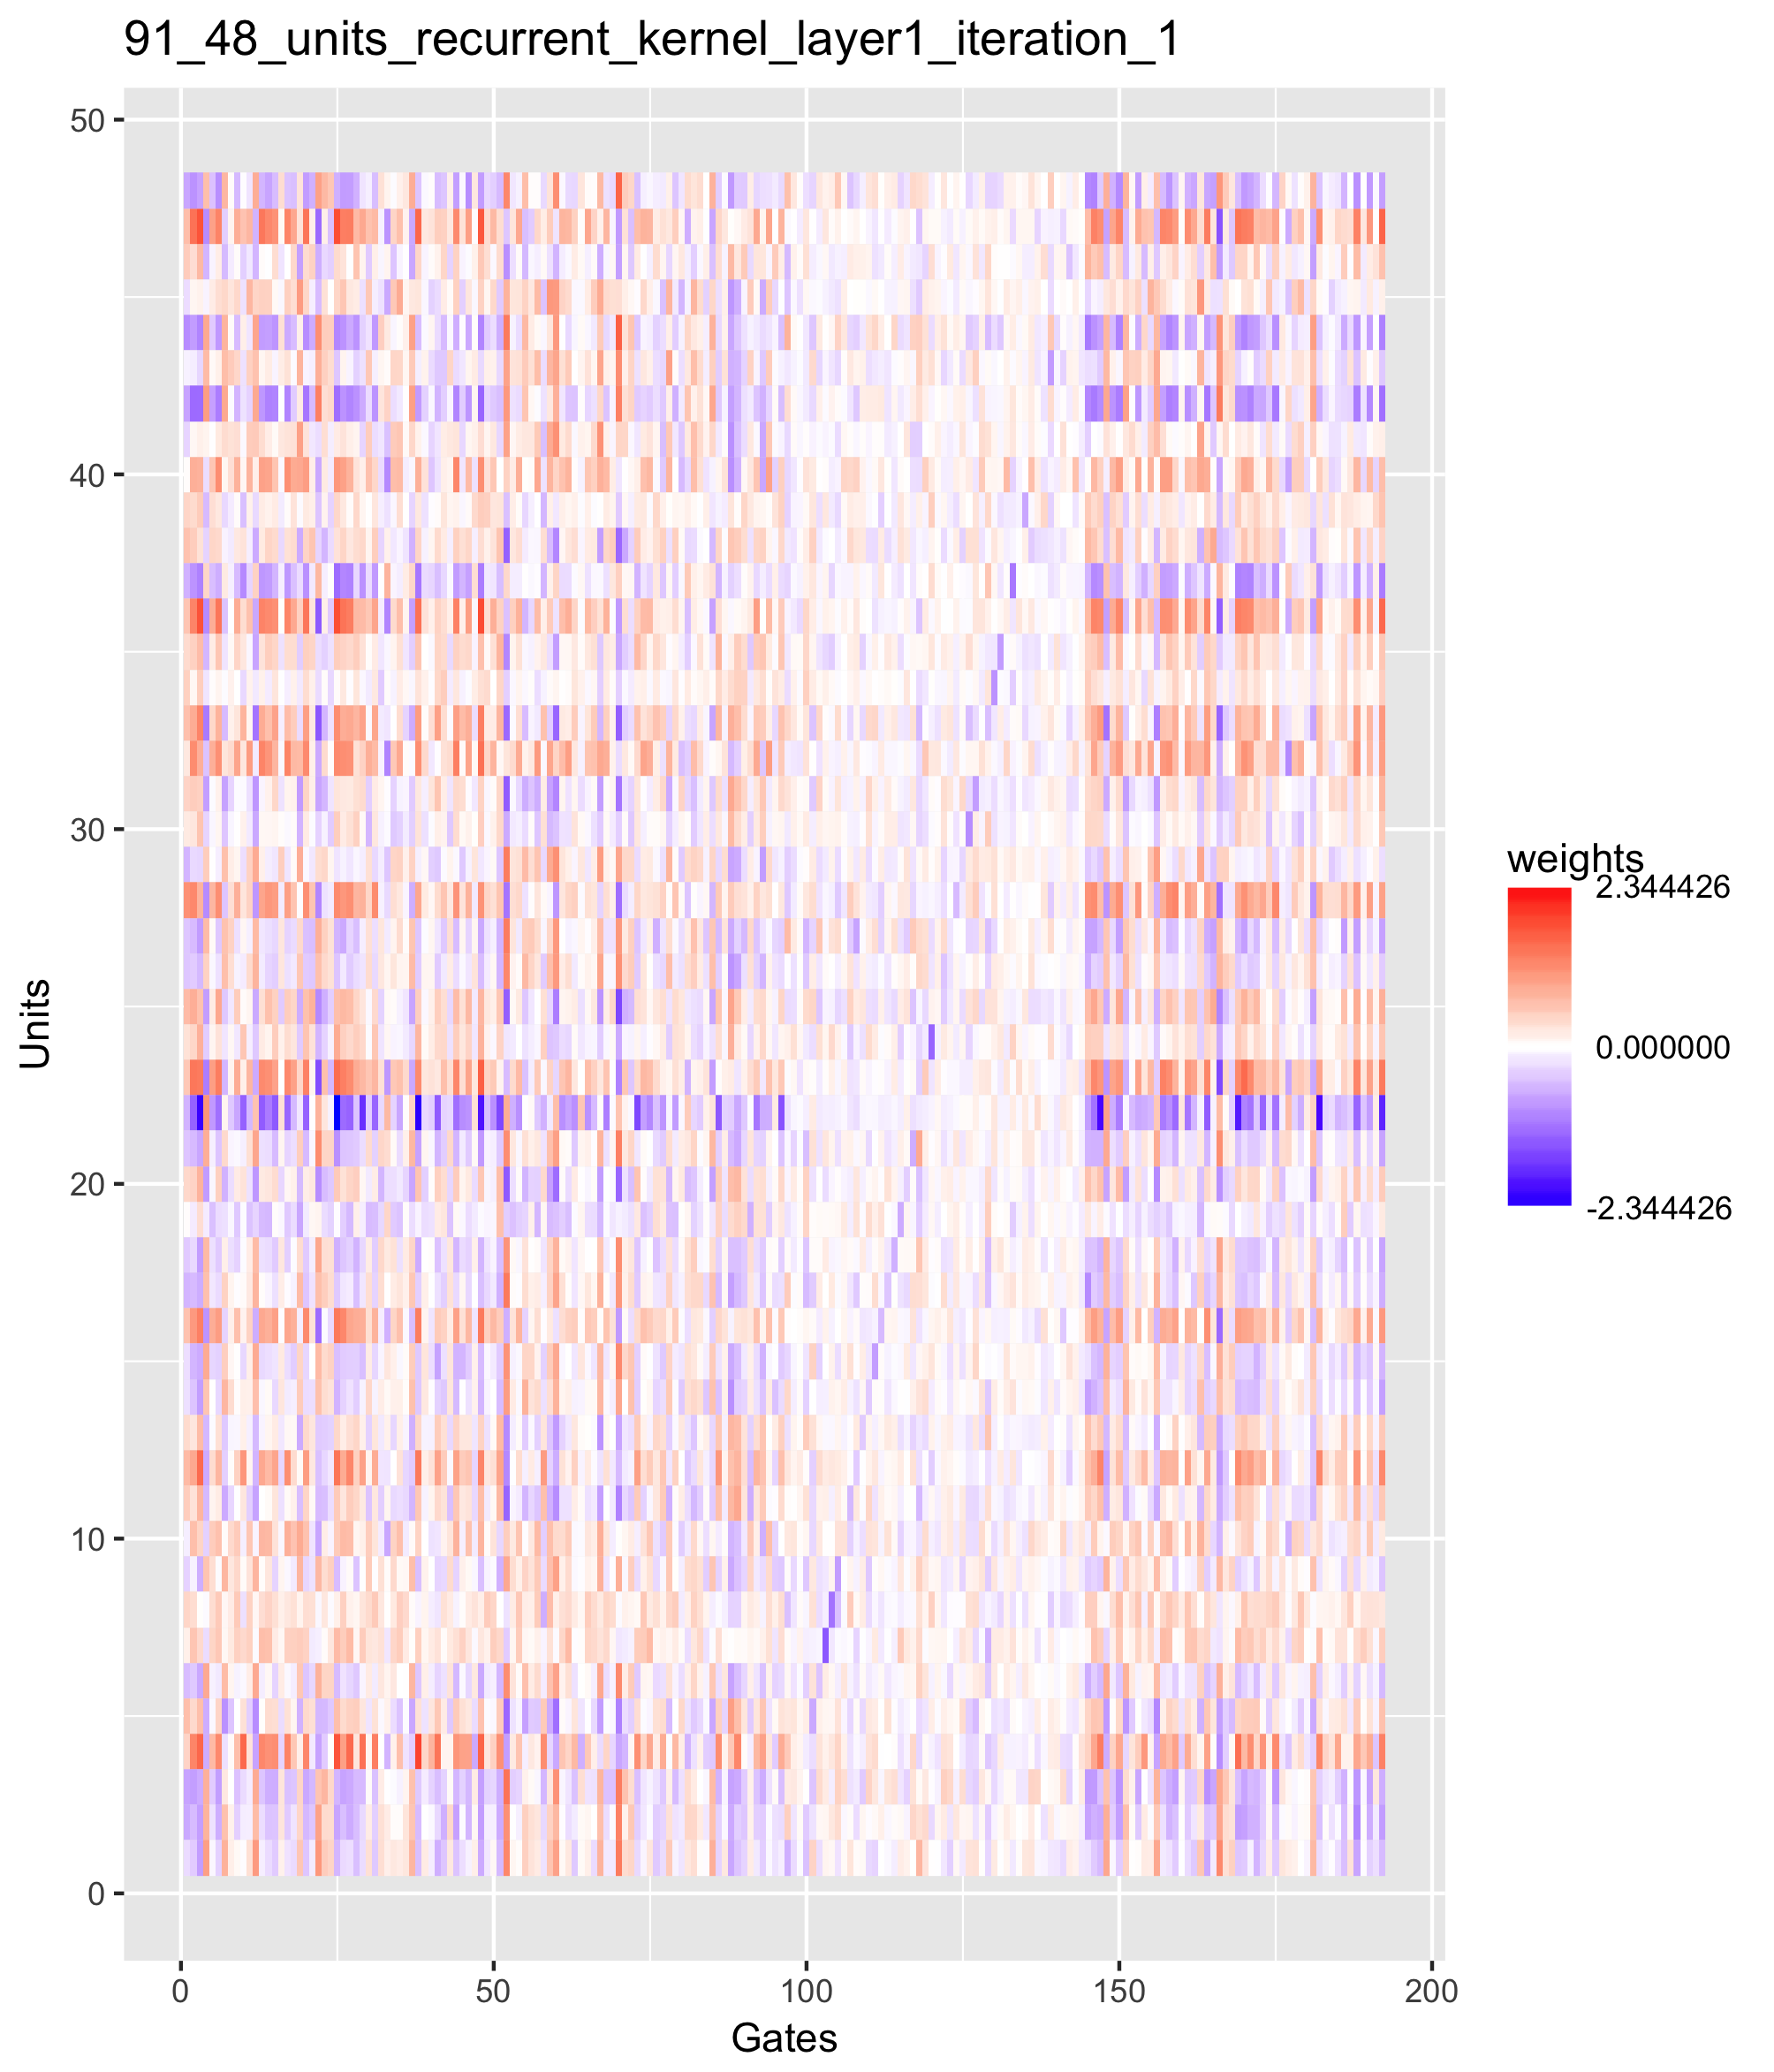 91_48_units_recurrent_kernel_layer1_iteration_1
50
40
30
20
10
0
Units
0 50 100 150 200
Gates
weights
2.344426
0.000000
-2.344426